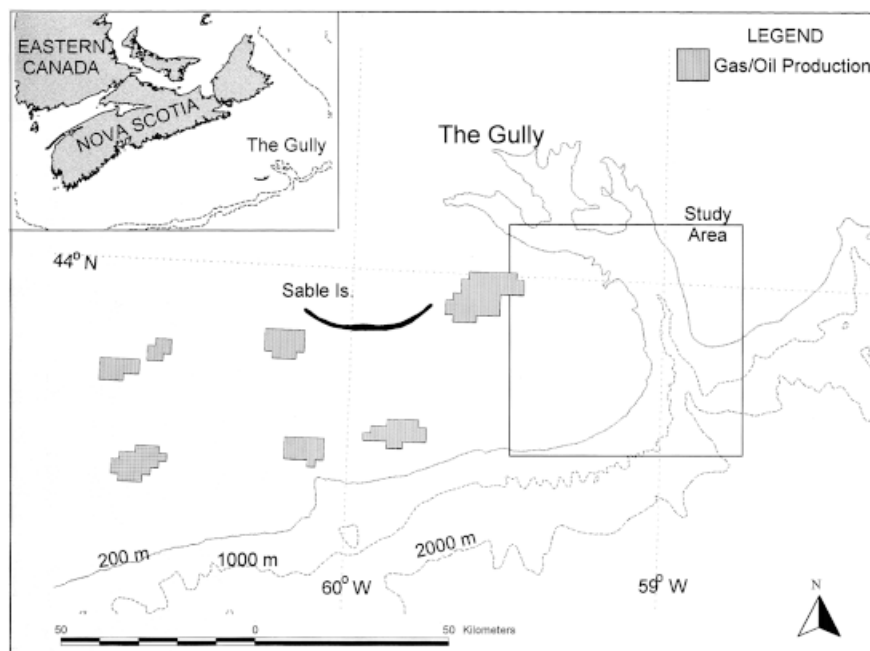 EASTERN
CANADA
NOVA SCOTIA
The Gully
LEGEND
Gas/Oil Production
The Gully
Study
Area
44° N
Sable Is.
200 m
1000 m
2000 m
60° W
59° W
N
50
0
50
Kilometers